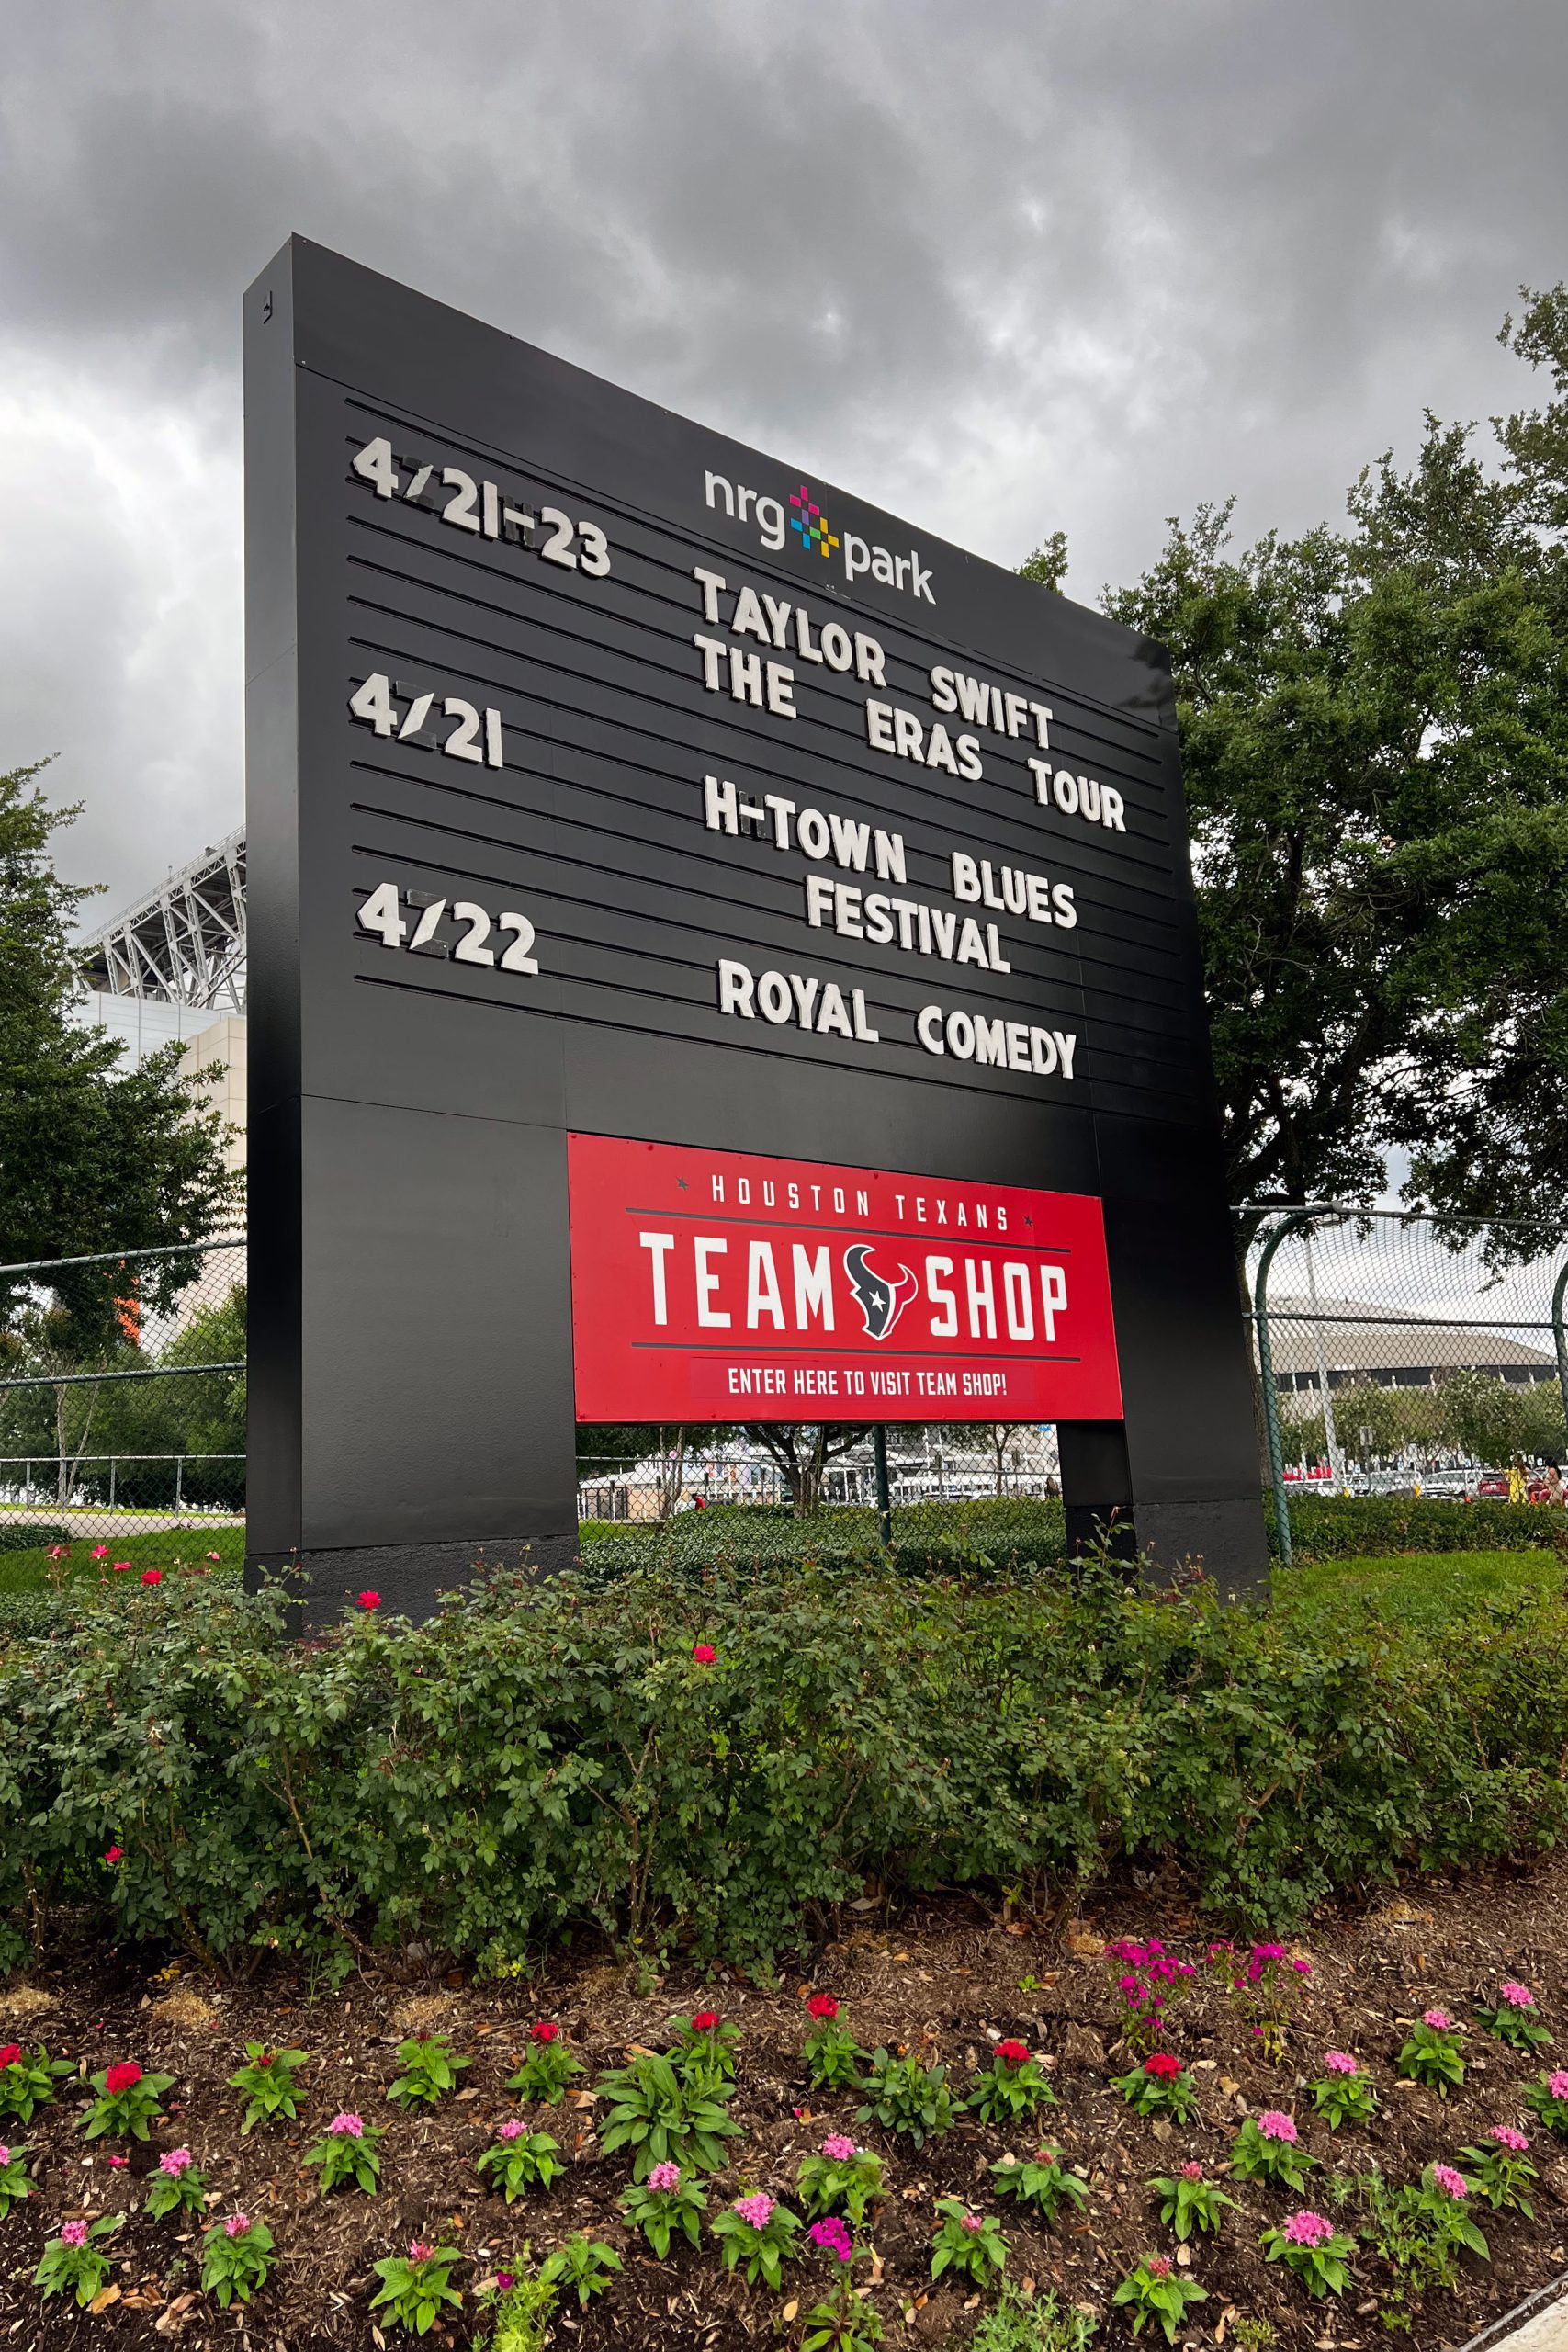 nrg park
4/21-23 TAYLOR SWIFT
THE ERAS TOUR
4/21 H-TOWN BLUES
FESTIVAL
4/22 ROYAL COMEDY
HOUSTON TEXANS
TEAM SHOP
ENTER HERE TO VISIT TEAM SHOP!